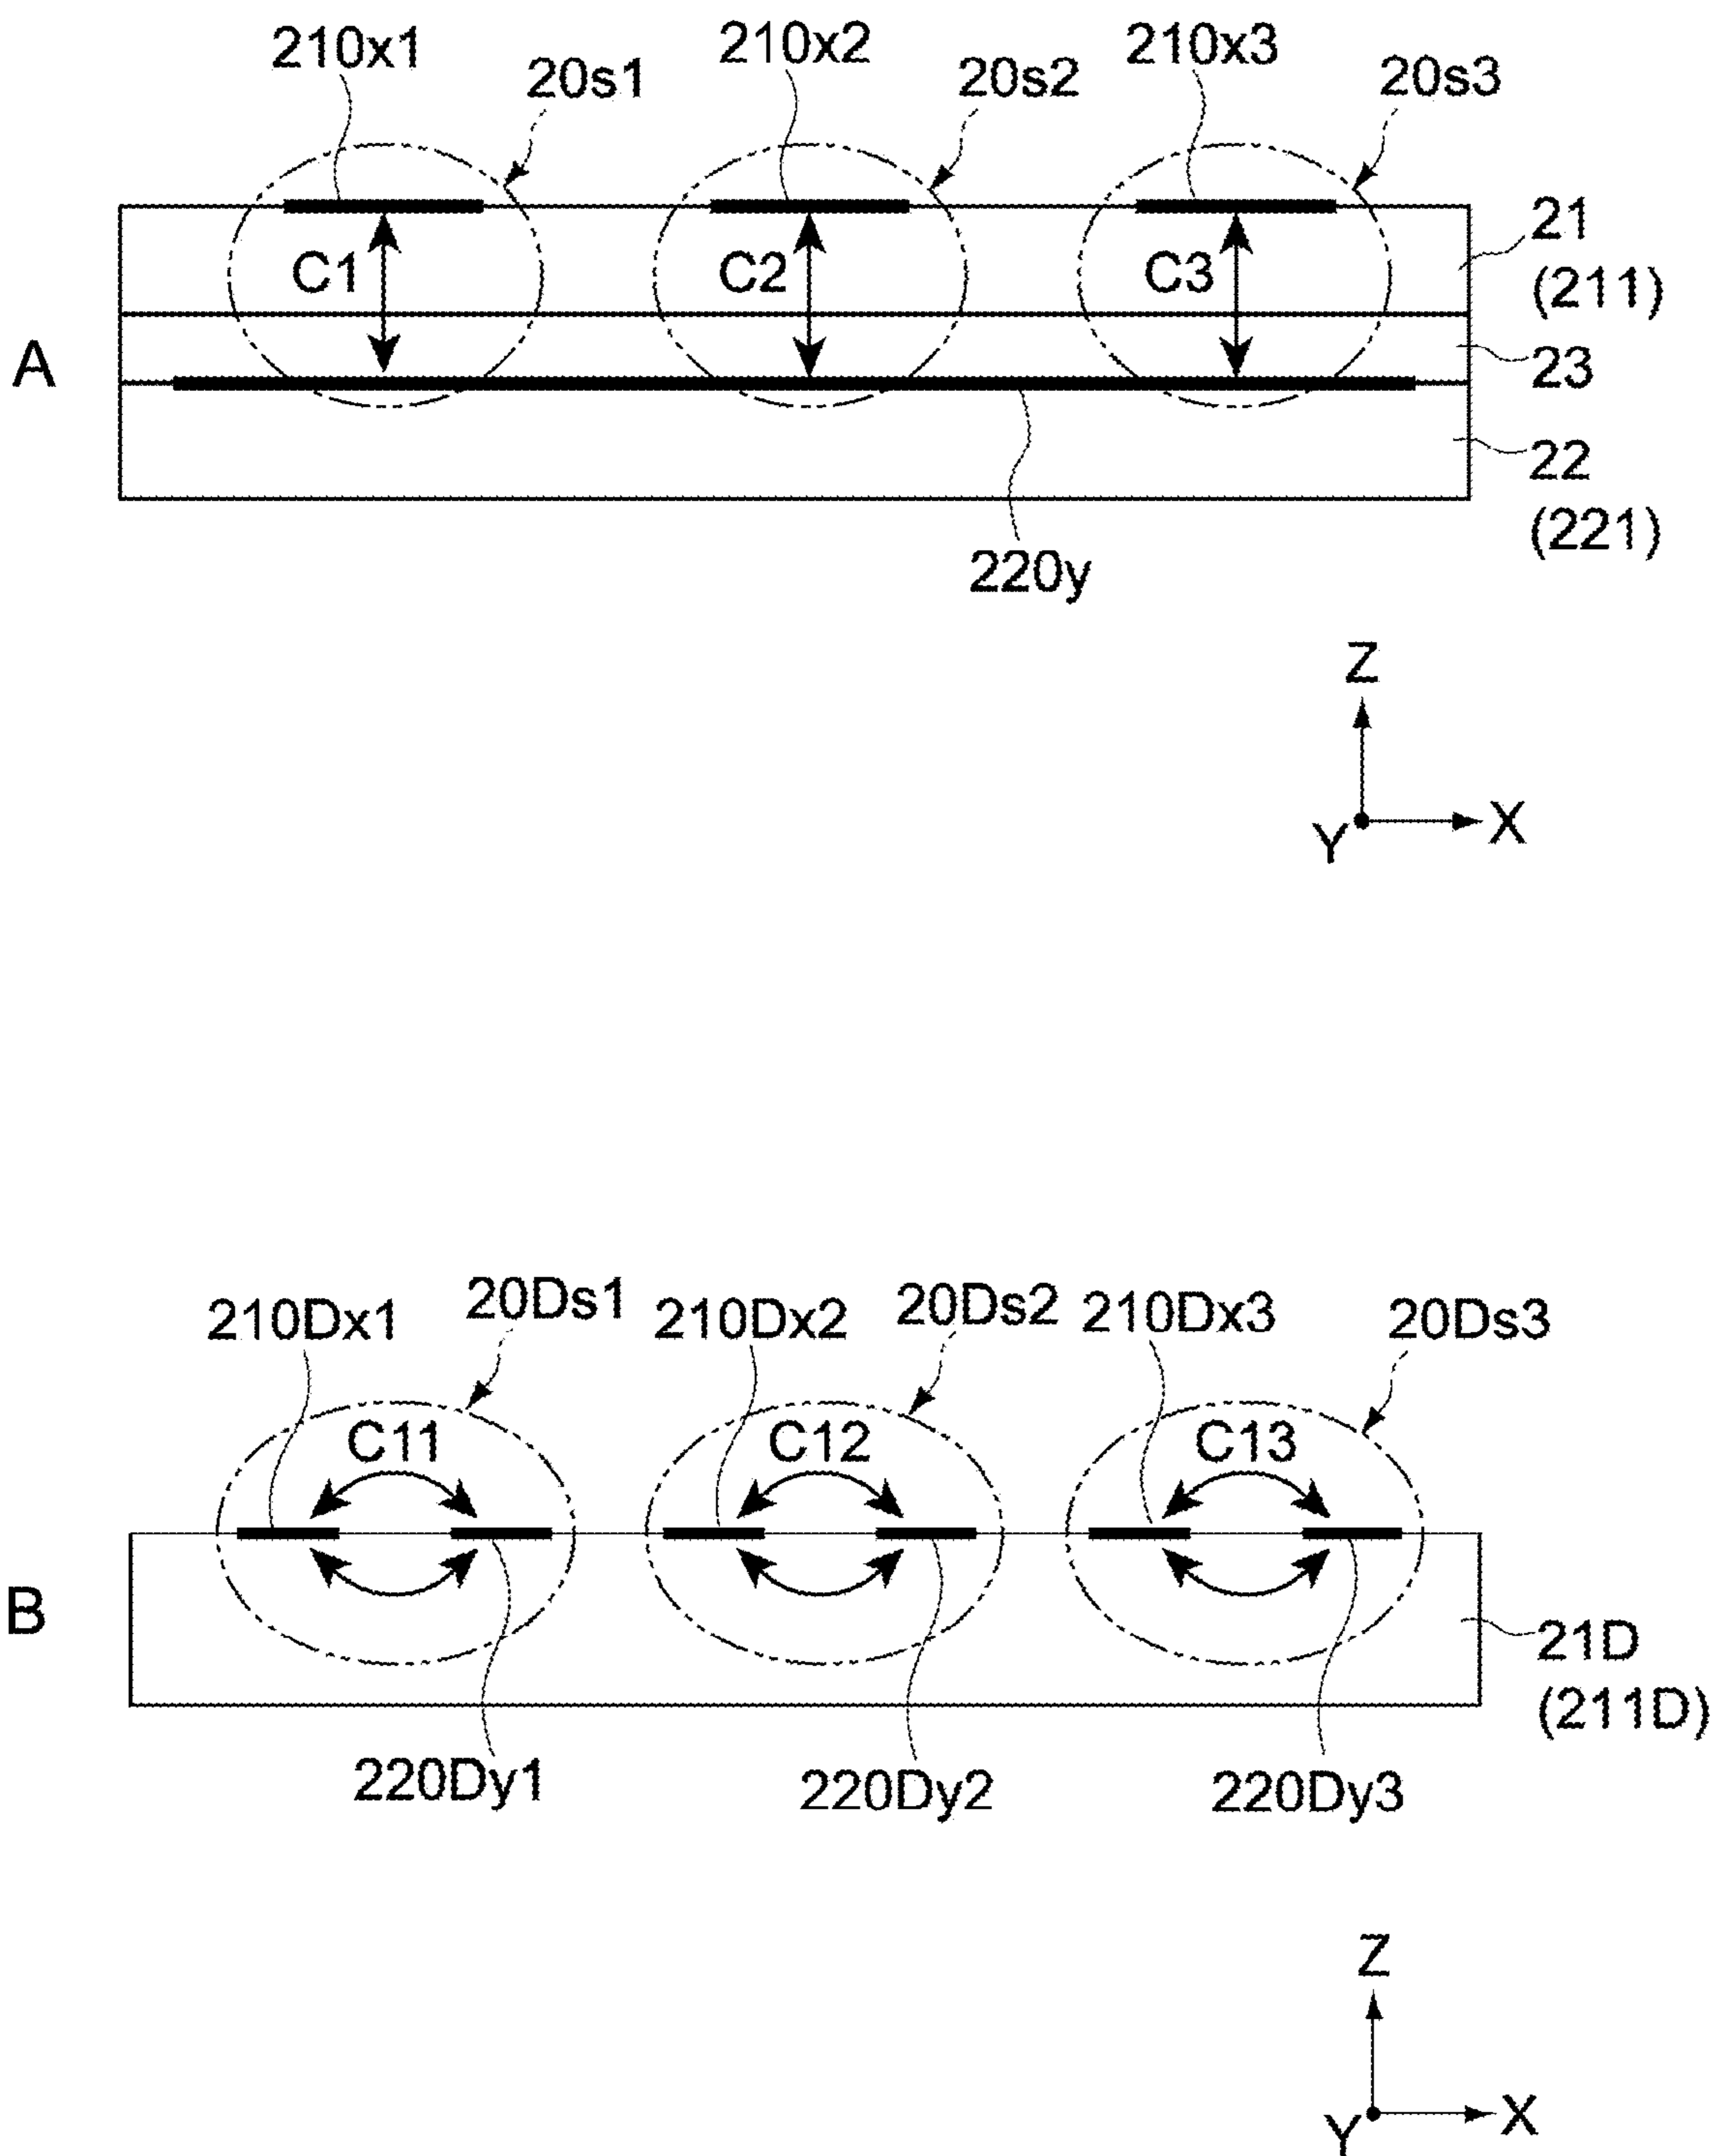 210x1 20s1 210x2 20s2 210x3 20s3
C1 C2 C3
21
(211)
A
23
22
(221)
220y
Z
Y X
210Dx1 20Ds1 210Dx2 20Ds2 210Dx3 20Ds3
C11 C12 C13
B
21D
(211D)
220Dy1 220Dy2 220Dy3
Z
Y X